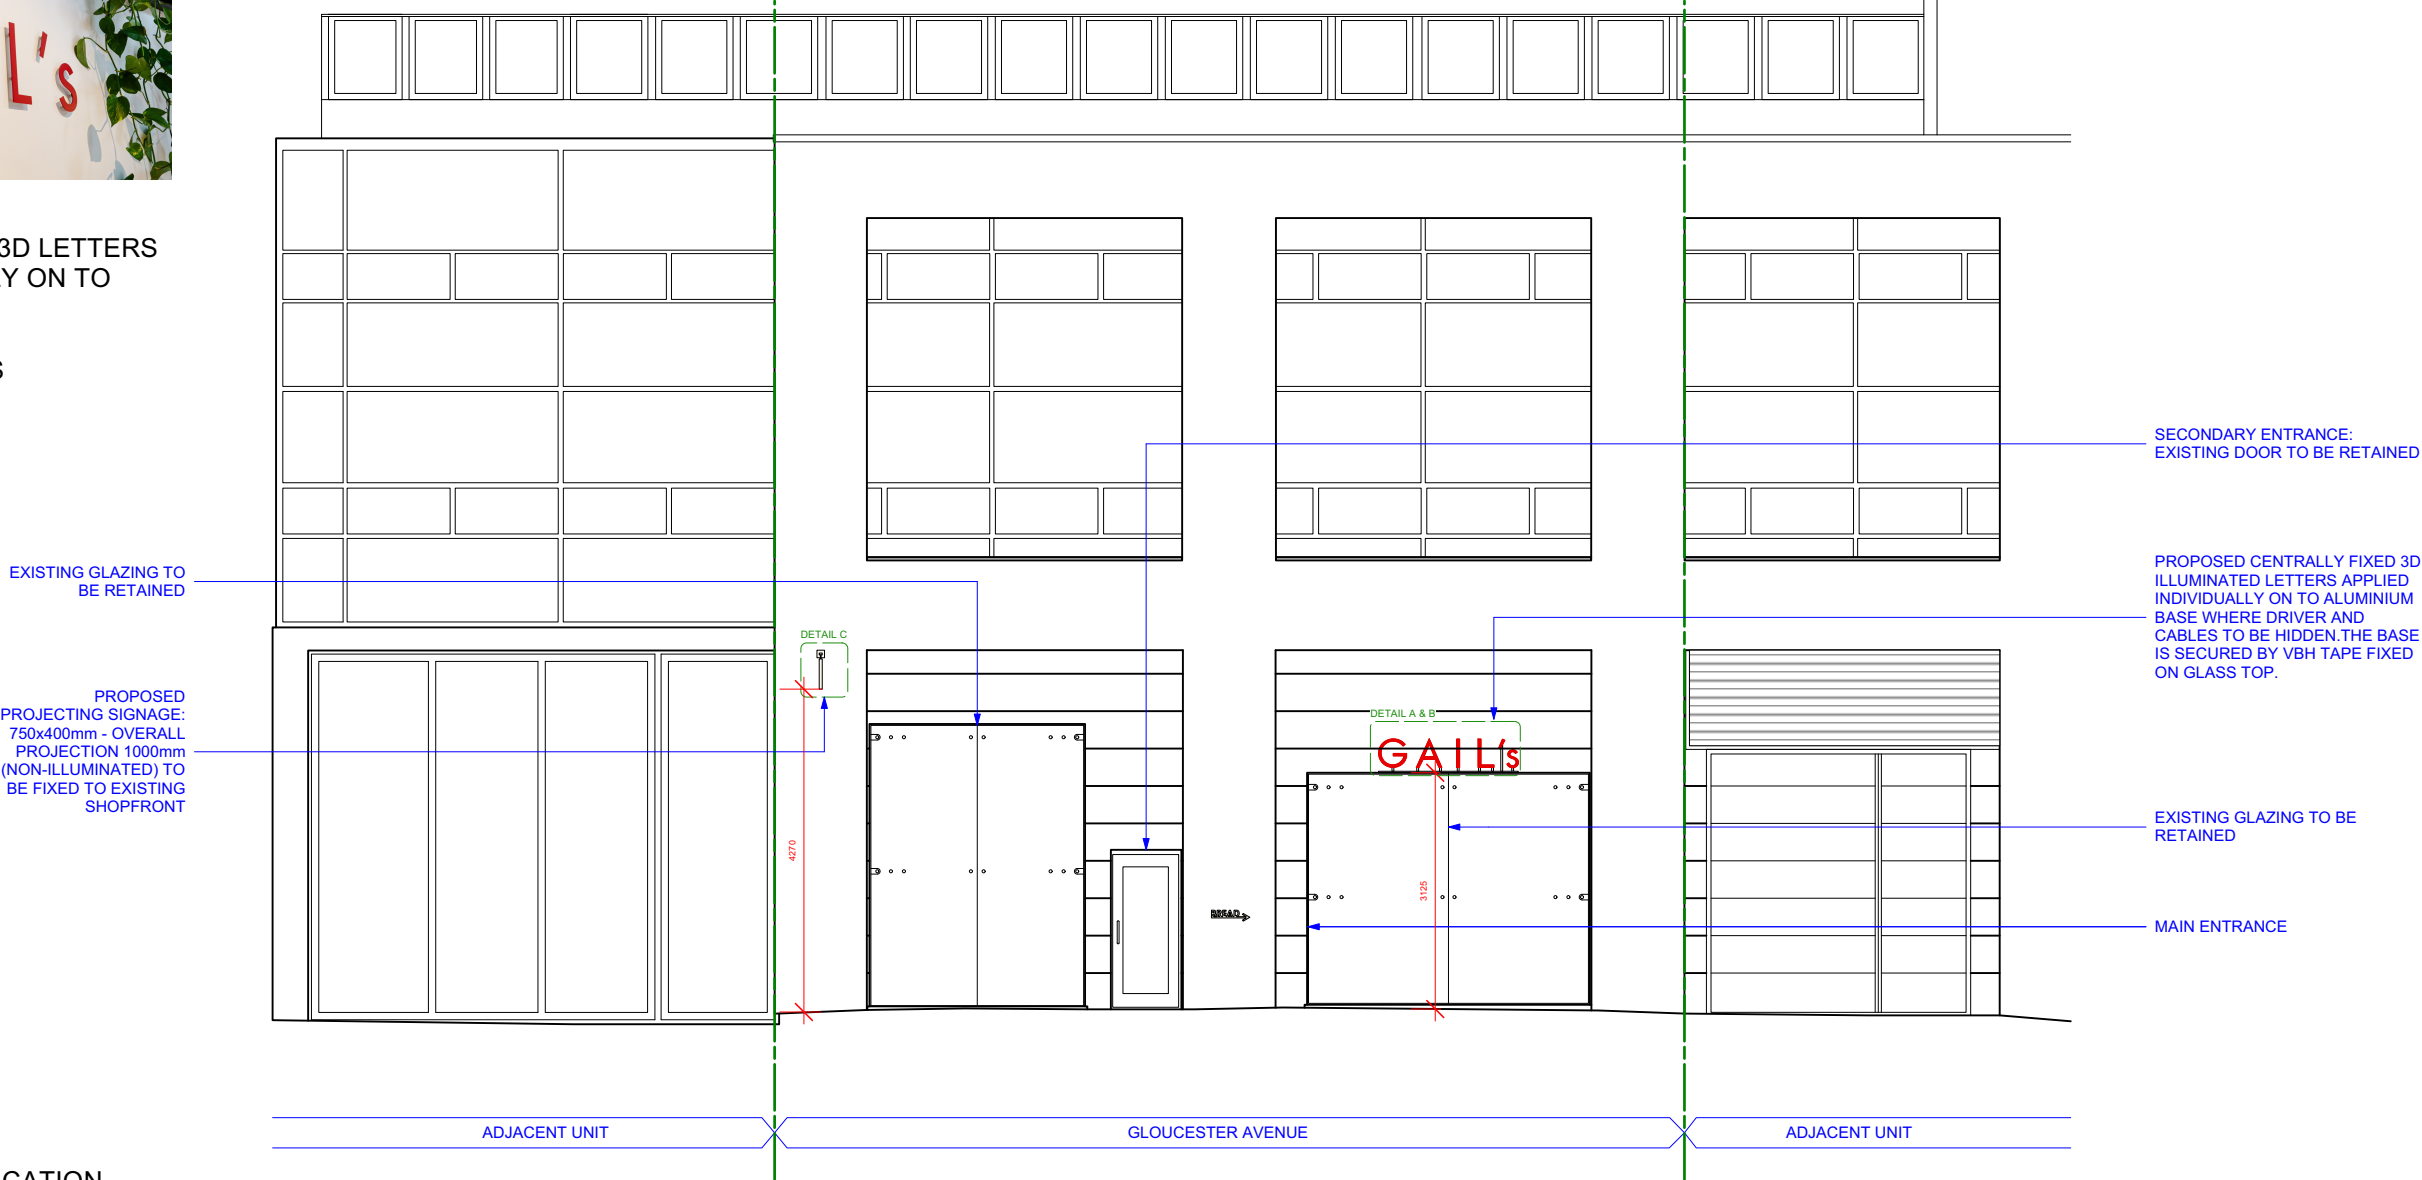 L's
3D LETTERS
Y ON TO
S
EXISTING GLAZING TO
BE RETAINED
PROPOSED
PROJECTING SIGNAGE:
750x400mm - OVERALL
PROJECTION 1000mm
(NON-ILLUMINATED) TO
BE FIXED TO EXISTING
SHOPFRONT
DETAIL C
4270
BREAD
DETAIL A & B
GAIL's
3125
SECONDARY ENTRANCE:
EXISTING DOOR TO BE RETAINED
PROPOSED CENTRALLY FIXED 3D
ILLUMINATED LETTERS APPLIED
INDIVIDUALLY ON TO ALUMINIUM
BASE WHERE DRIVER AND
CABLES TO BE HIDDEN.THE BASE
IS SECURED BY VBH TAPE FIXED
ON GLASS TOP.
EXISTING GLAZING TO BE
RETAINED
MAIN ENTRANCE
ADJACENT UNIT
GLOUCESTER AVENUE
ADJACENT UNIT
CATION